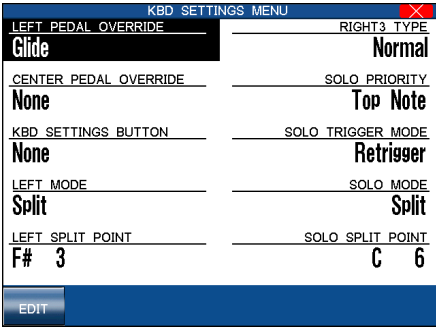 KBD SETTINGS MENU
LEFT PEDAL OVERRIDE RIGHT3 TYPE
Glide Normal
CENTER PEDAL OVERRIDE SOLO PRIORITY
None Top Note
KBD SETTINGS BUTTON SOLO TRIGGER MODE
None Retrigger
LEFT MODE SOLO MODE
Split Split
LEFT SPLIT POINT SOLO SPLIT POINT
F# 3 C 6
EDIT